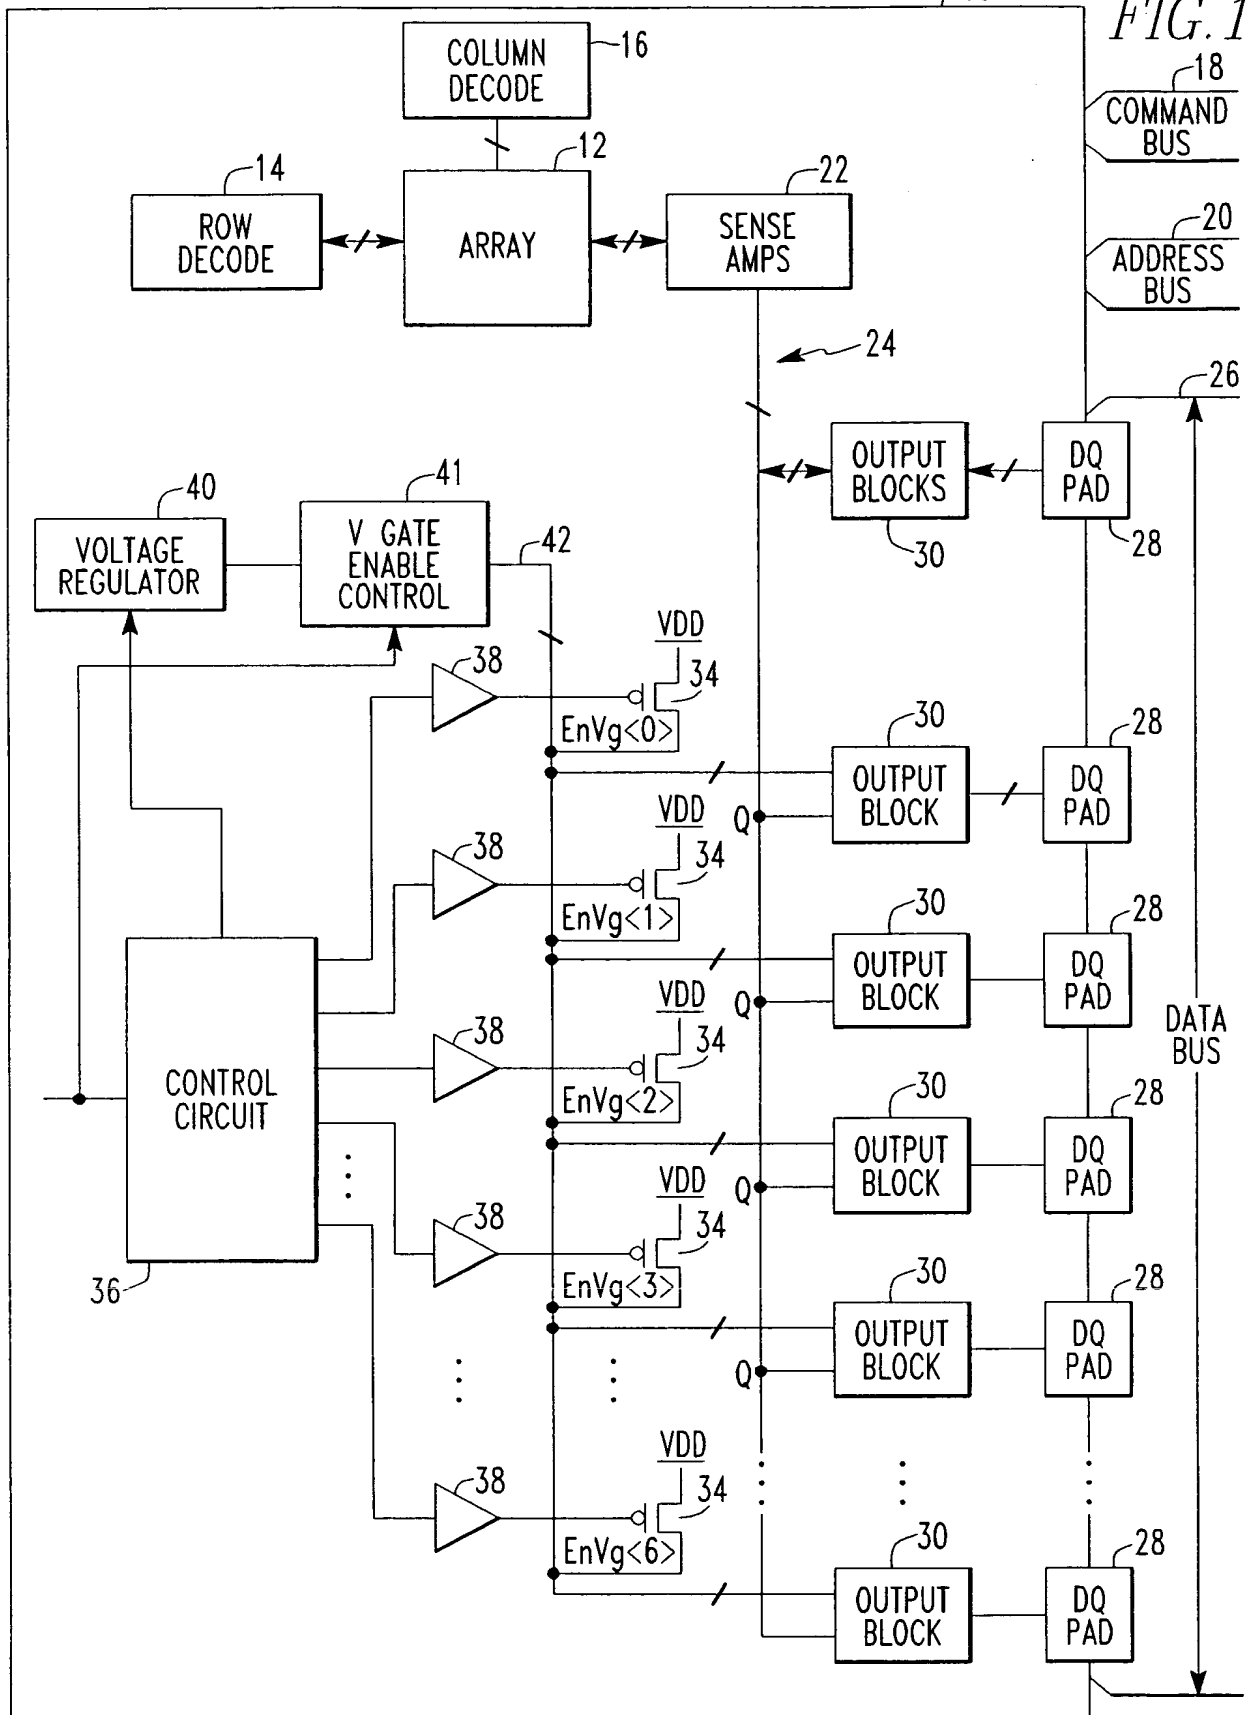 FIG. 1
COLUMN
DECODE
16
18
COMMAND
BUS
12
14
22
ROW
DECODE
ARRAY
SENSE
AMPS
20
ADDRESS
BUS
24
26
OUTPUT
BLOCKS
DQ
PAD
40
41
VOLTAGE
REGULATOR
V GATE
ENABLE
CONTROL
42
30
28
VDD
38
34
EnVg<0>
30
28
OUTPUT
BLOCK
DQ
PAD
Q
VDD
38
34
EnVg<1>
30
28
OUTPUT
BLOCK
DQ
PAD
Q
VDD
38
34
EnVg<2>
DATA
BUS
CONTROL
CIRCUIT
30
28
OUTPUT
BLOCK
DQ
PAD
Q
VDD
38
34
EnVg<3>
36
30
28
OUTPUT
BLOCK
DQ
PAD
Q
VDD
38
34
EnVg<6>
30
28
OUTPUT
BLOCK
DQ
PAD